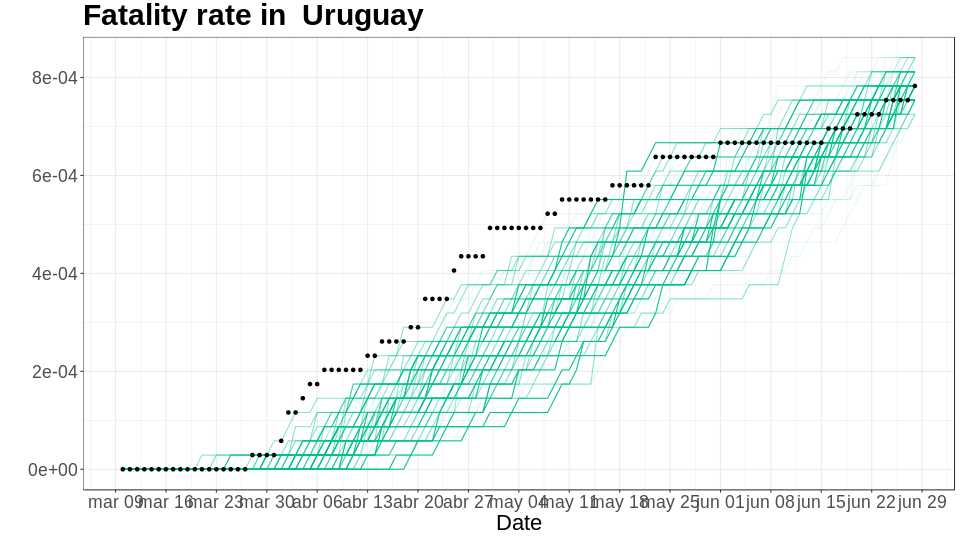 Fatality rate in  Uruguay
8e-04
6e-04
4e-04
2e-04
0e+00
mar 09 mar 16 mar 23 mar 30 abr 06 abr 13 abr 20 abr 27 may 04 may 11 may 18 may 25 jun 01 jun 08 jun 15 jun 22 jun 29
Date